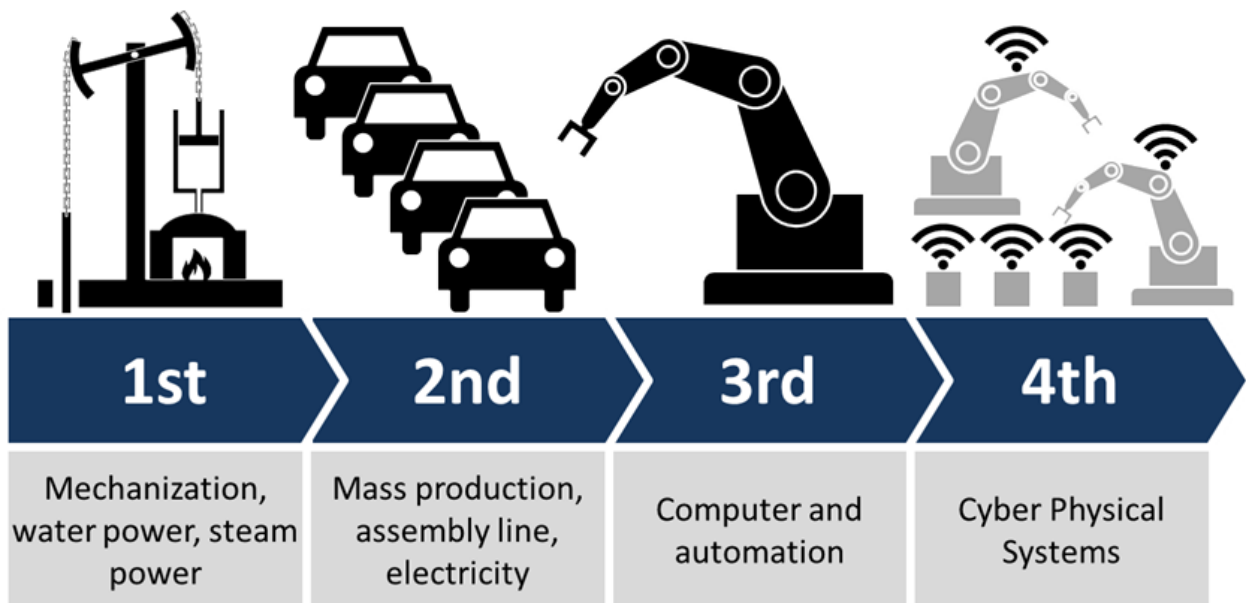 1st
2nd
3rd
4th
Mechanization,
water power, steam
power
Mass production,
assembly line,
electricity
Computer and
automation
Cyber Physical
Systems